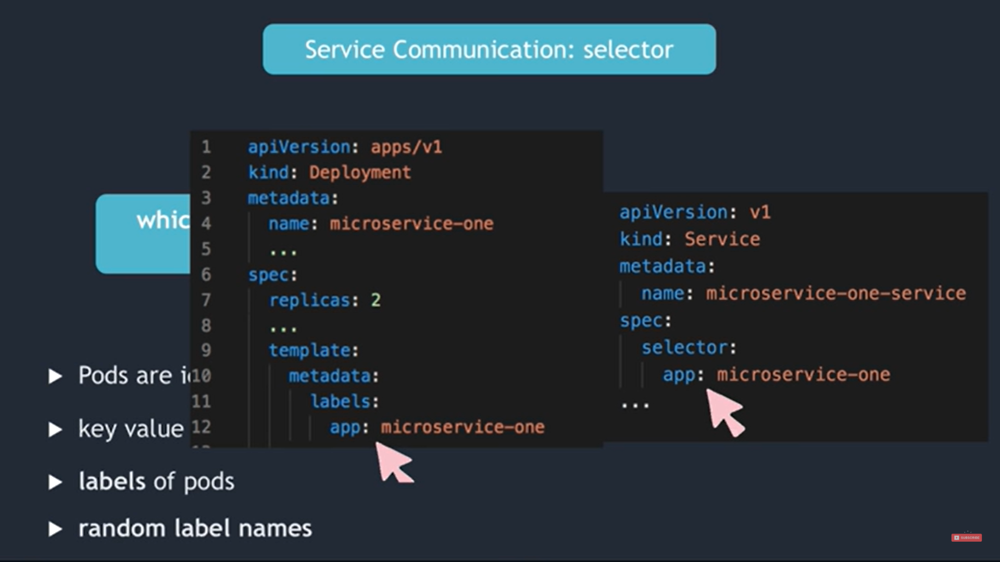 Service Communication: selector
whic
1 apiVersion: apps/v1
2 kind: Deployment
3 metadata:
4 name: microservice-one
5 ...
6 spec:
7 replicas: 2
8 ...
9 template:
10 metadata:
11 labels:
12 app: microservice-one
apiVersion: v1
kind: Service
metadata:
name: microservice-one-service
spec:
selector:
app: microservice-one
...
▶ Pods are
▶ key value
▶ labels of pods
▶ random label names
SUBSCRIBE